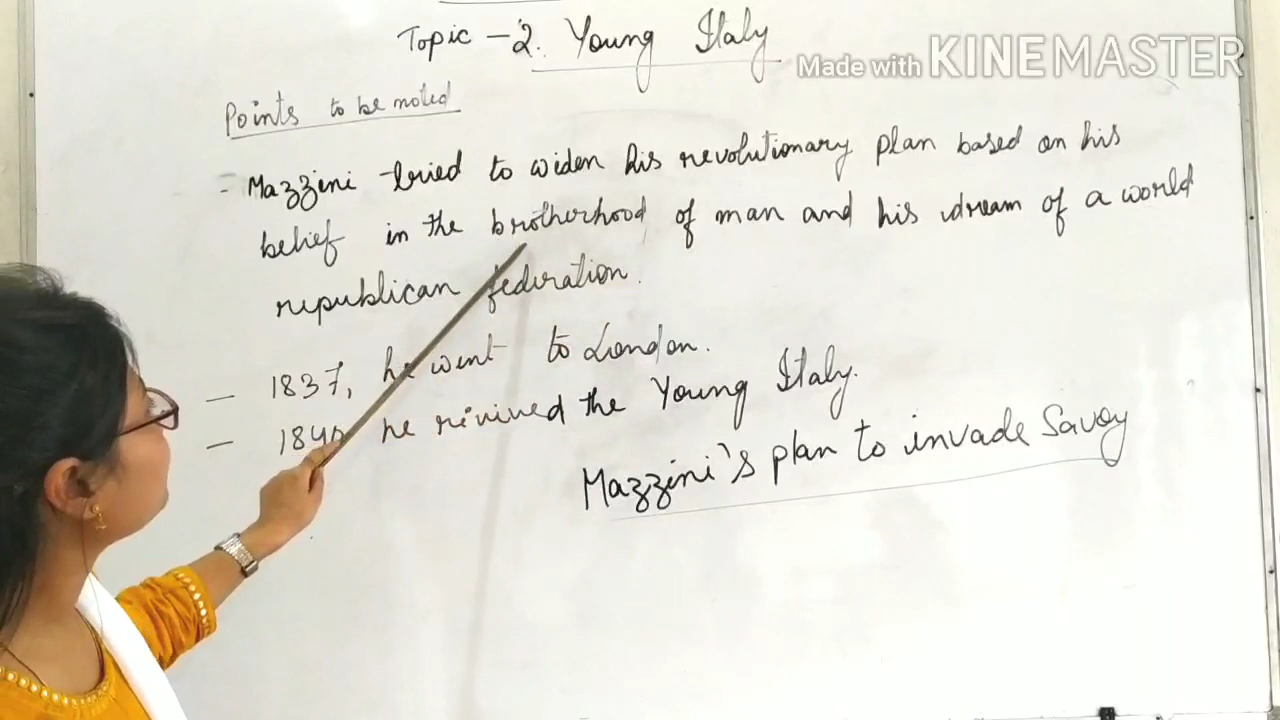 Topic - 2. Young Italy
Made with KINEMASTER
Points to be noted
- Mazzini tried to widen his revolutionary plan based on his
belief in the brotherhood of man and his dream of a world
republican federation.
- 1837, he went to London.
- 1840 he revived the Young Italy.
Mazzini's plan to invade Savoy